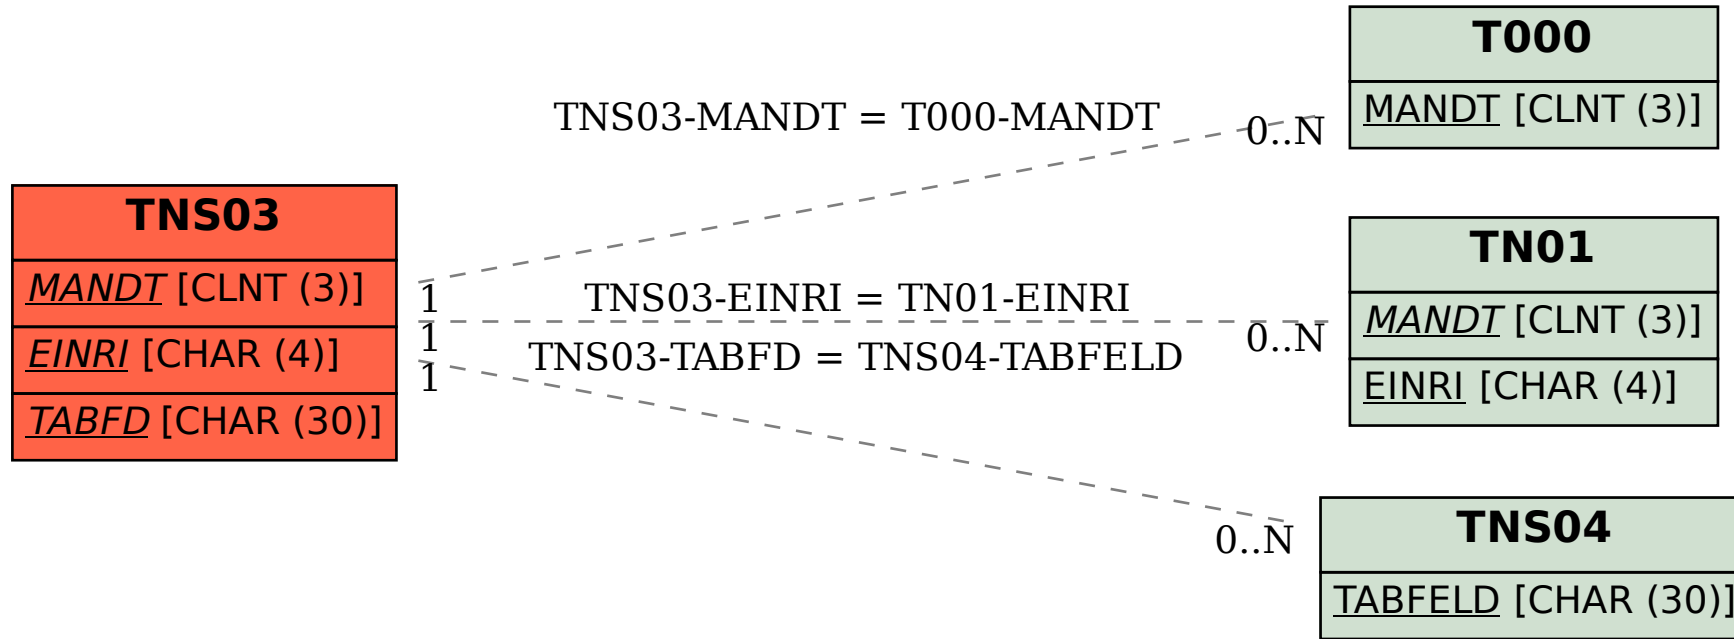 T000
MANDT [CLNT (3)]
TNS03-MANDT = T000-MANDT
0..N
TNS03
MANDT [CLNT (3)]
EINRI [CHAR (4)]
TABFD [CHAR (30)]
1
TNS03-EINRI = TN01-EINRI
1
0..N
TNS03-TABFD = TNS04-TABFELD
1
TN01
MANDT [CLNT (3)]
EINRI [CHAR (4)]
0..N
TNS04
TABFELD [CHAR (30)]